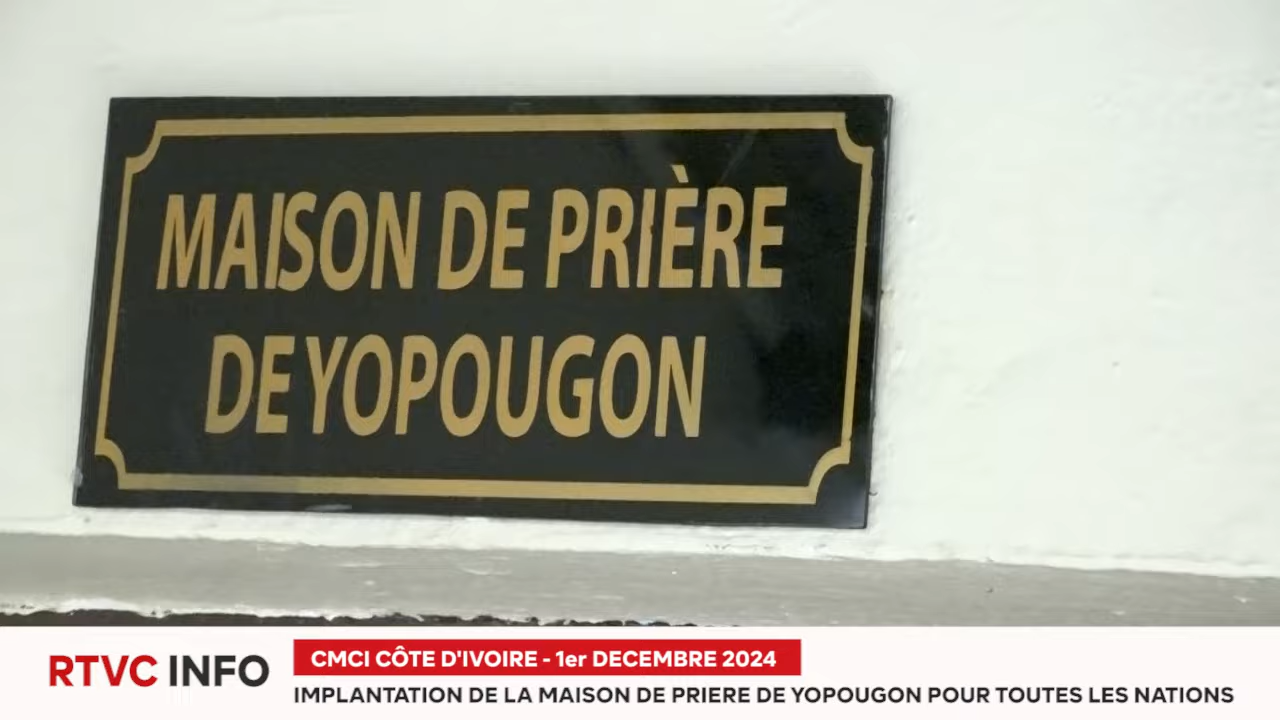 MAISON DE PRIÈRE
DE YOPOUGON
RTVC INFO
CMCI CÔTE D'IVOIRE - 1er DECEMBRE 2024
IMPLANTATION DE LA MAISON DE PRIERE DE YOPOUGON POUR TOUTES LES NATIONS